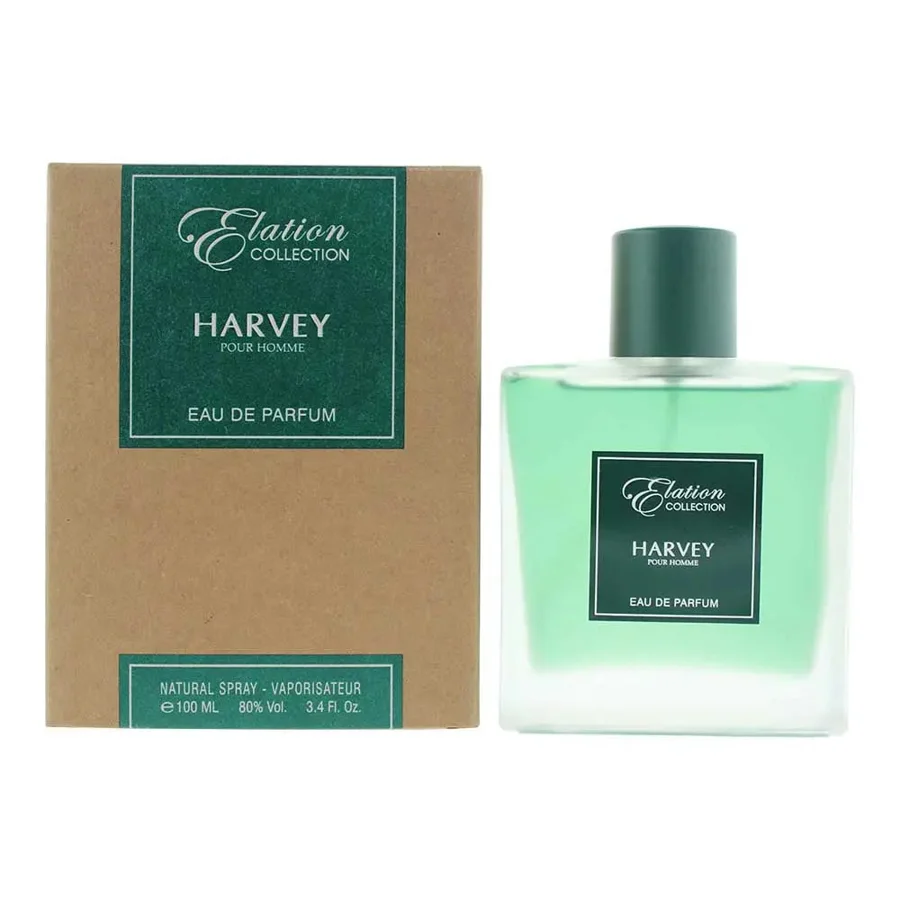 Elation
COLLECTION
HARVEY
POUR HOMME
EAU DE PARFUM
NATURAL SPRAY - VAPORISATEUR
℮100 ML 80% Vol. 3.4 Fl. Oz.
Elation
COLLECTION
HARVEY
POUR HOMME
EAU DE PARFUM